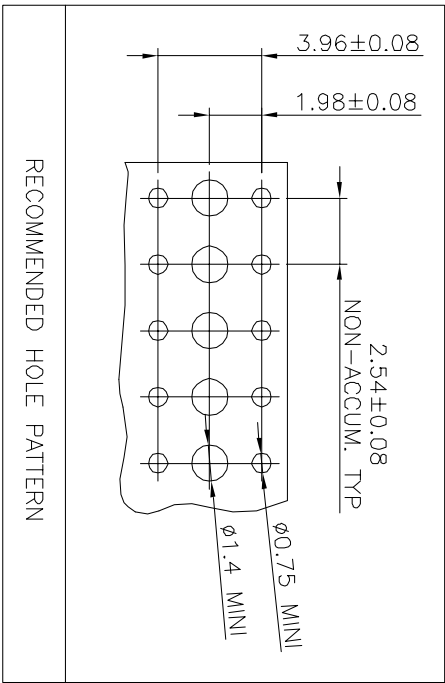 3.96±0.08
1.98±0.08
2.54±0.08
NON-ACCUM. TYP
Ø0.75 MINI
Ø1.4 MINI
RECOMMENDED HOLE PATTERN